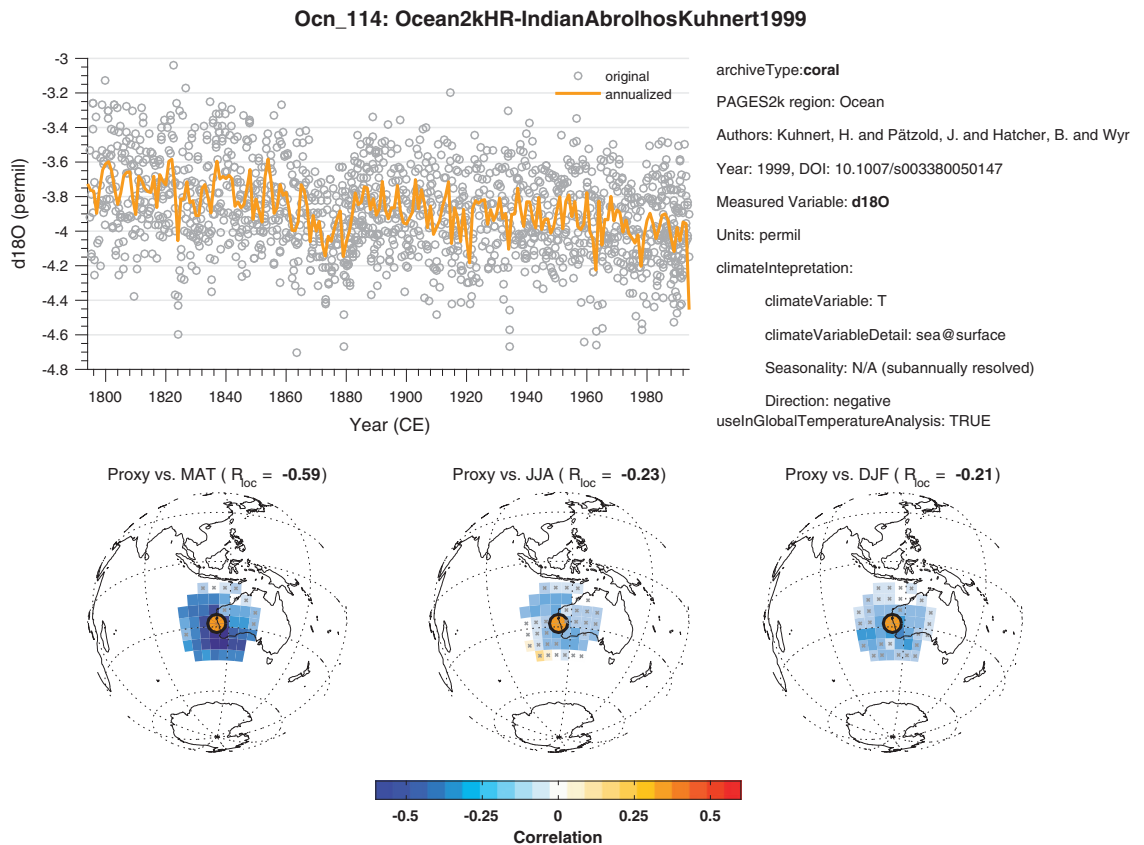 Ocn_114: Ocean2kHR-IndianAbrolhosKuhnert1999
-3
-3.2
-3.4
-3.6
-3.8
-4
-4.2
-4.4
-4.6
-4.8
d18O (permil)
original
annualized
1800 1820 1840 1860 1880 1900 1920 1940 1960 1980
Year (CE)
archiveType:coral
PAGES2k region: Ocean
Authors: Kuhnert, H. and Pätzold, J. and Hatcher, B. and Wyr
Year: 1999, DOI: 10.1007/s003380050147
Measured Variable: d18O
Units: permil
climateIntepretation:
climateVariable: T
climateVariableDetail: sea@surface
Seasonality: N/A (subannually resolved)
Direction: negative
useInGlobalTemperatureAnalysis: TRUE
Proxy vs. MAT ( Rloc = -0.59)
Proxy vs. JJA ( Rloc = -0.23)
Proxy vs. DJF ( Rloc = -0.21)
-0.5 -0.25 0 0.25 0.5
Correlation